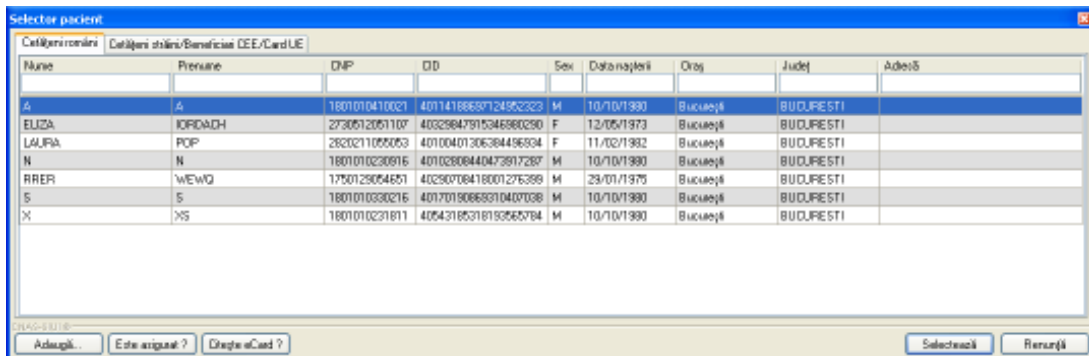 Selector pacient
Cetățeni români Cetățeni străini/Beneficiari CEE/Card UE
Nume Prenume CNP CID Sex Data nașterii Oraș Județ Adresă
A A 1801010410021 40114188697124952323 M 10/10/1980 București BUCURESTI
ELIZA IORDACH 2730512051107 40329847915346980290 F 12/05/1973 București BUCURESTI
LAURA POP 2820211055053 40100401306384496934 F 11/02/1982 București BUCURESTI
N N 1801010230916 40102808440473917287 M 10/10/1980 București BUCURESTI
RRER WEWQ 1750129054651 40290708418001276399 M 29/01/1975 București BUCURESTI
S S 1801010330216 40170190869310407038 M 10/10/1980 București BUCURESTI
X XS 1801010231811 40543185318193565784 M 10/10/1980 București BUCURESTI
Adaugă... Este asigurat ? Citește eCard ? Selectează Renunță